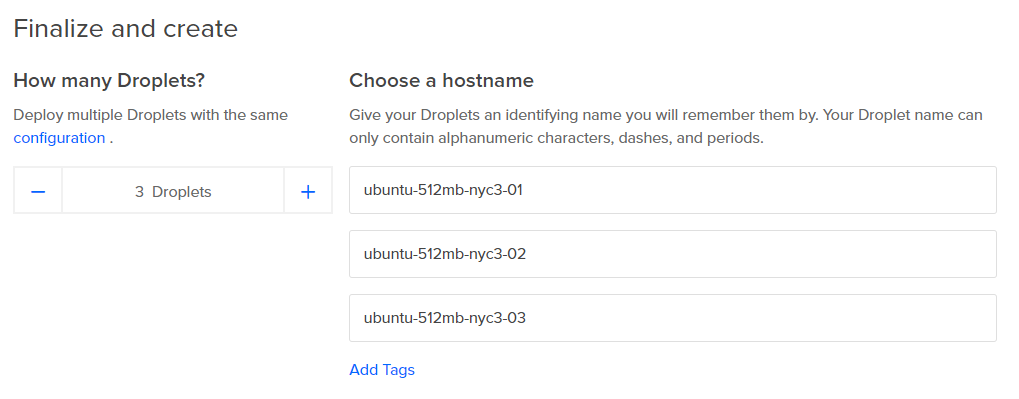 Finalize and create
How many Droplets?
Deploy multiple Droplets with the same
configuration .
− 3 Droplets +
Choose a hostname
Give your Droplets an identifying name you will remember them by. Your Droplet name can
only contain alphanumeric characters, dashes, and periods.
ubuntu-512mb-nyc3-01
ubuntu-512mb-nyc3-02
ubuntu-512mb-nyc3-03
Add Tags